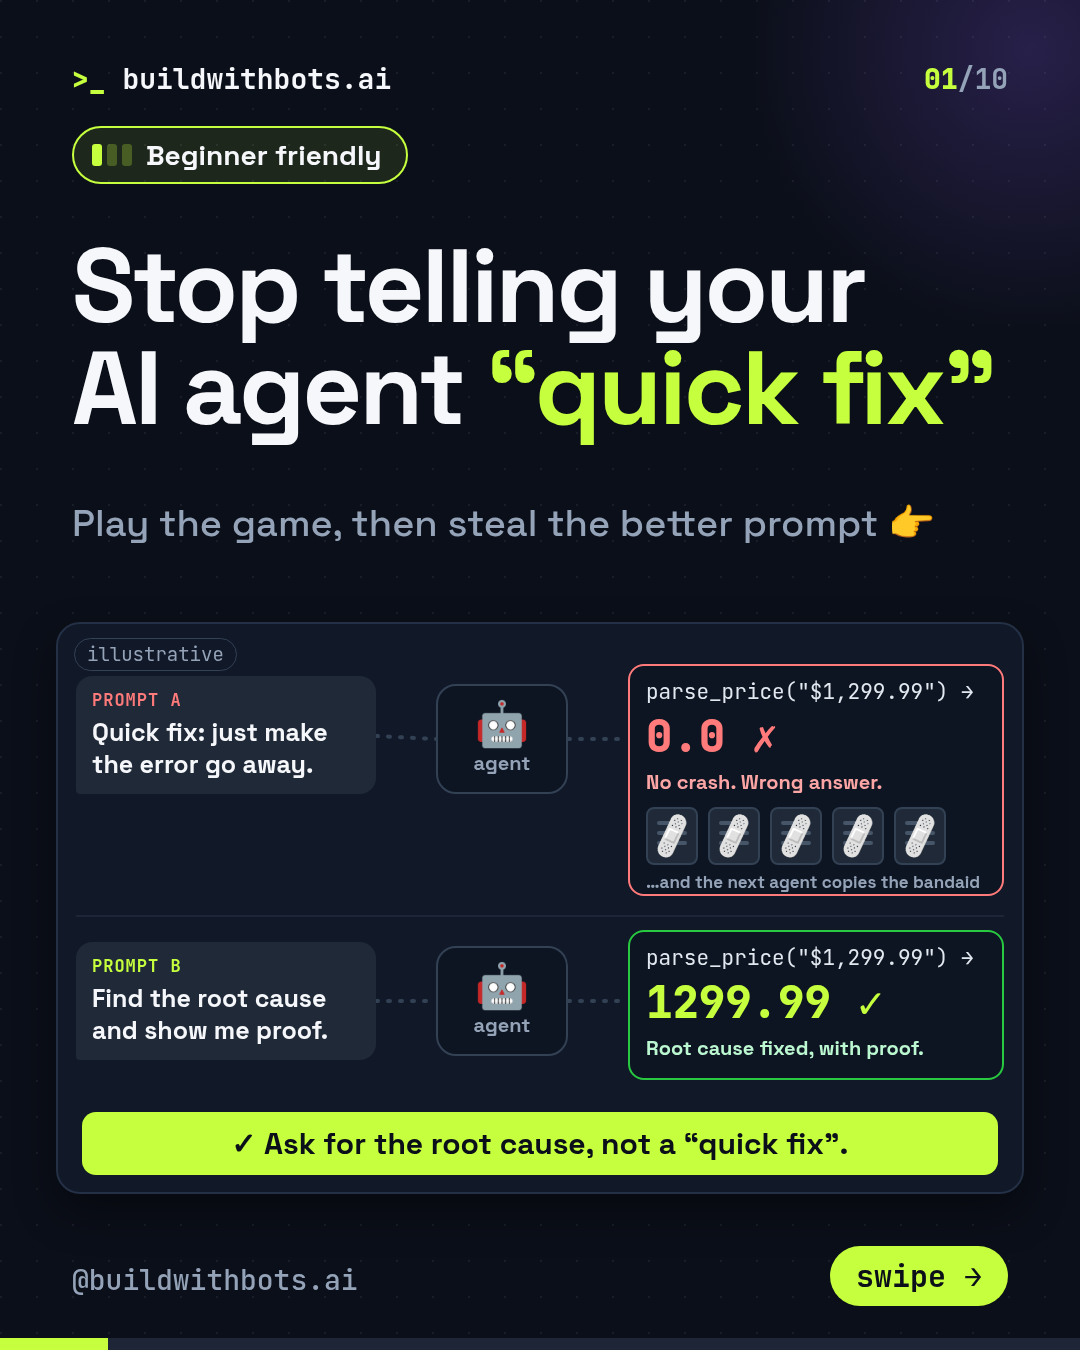 >_ buildwithbots.ai
01/10
Beginner friendly
Stop telling your
AI agent “quick fix”
Play the game, then steal the better prompt 👉
illustrative
PROMPT A
Quick fix: just make
the error go away.
agent
parse_price("$1,299.99") →
0.0 ✗
No crash. Wrong answer.
…and the next agent copies the bandaid
PROMPT B
Find the root cause
and show me proof.
agent
parse_price("$1,299.99") →
1299.99 ✓
Root cause fixed, with proof.
✓ Ask for the root cause, not a “quick fix”.
@buildwithbots.ai
swipe →